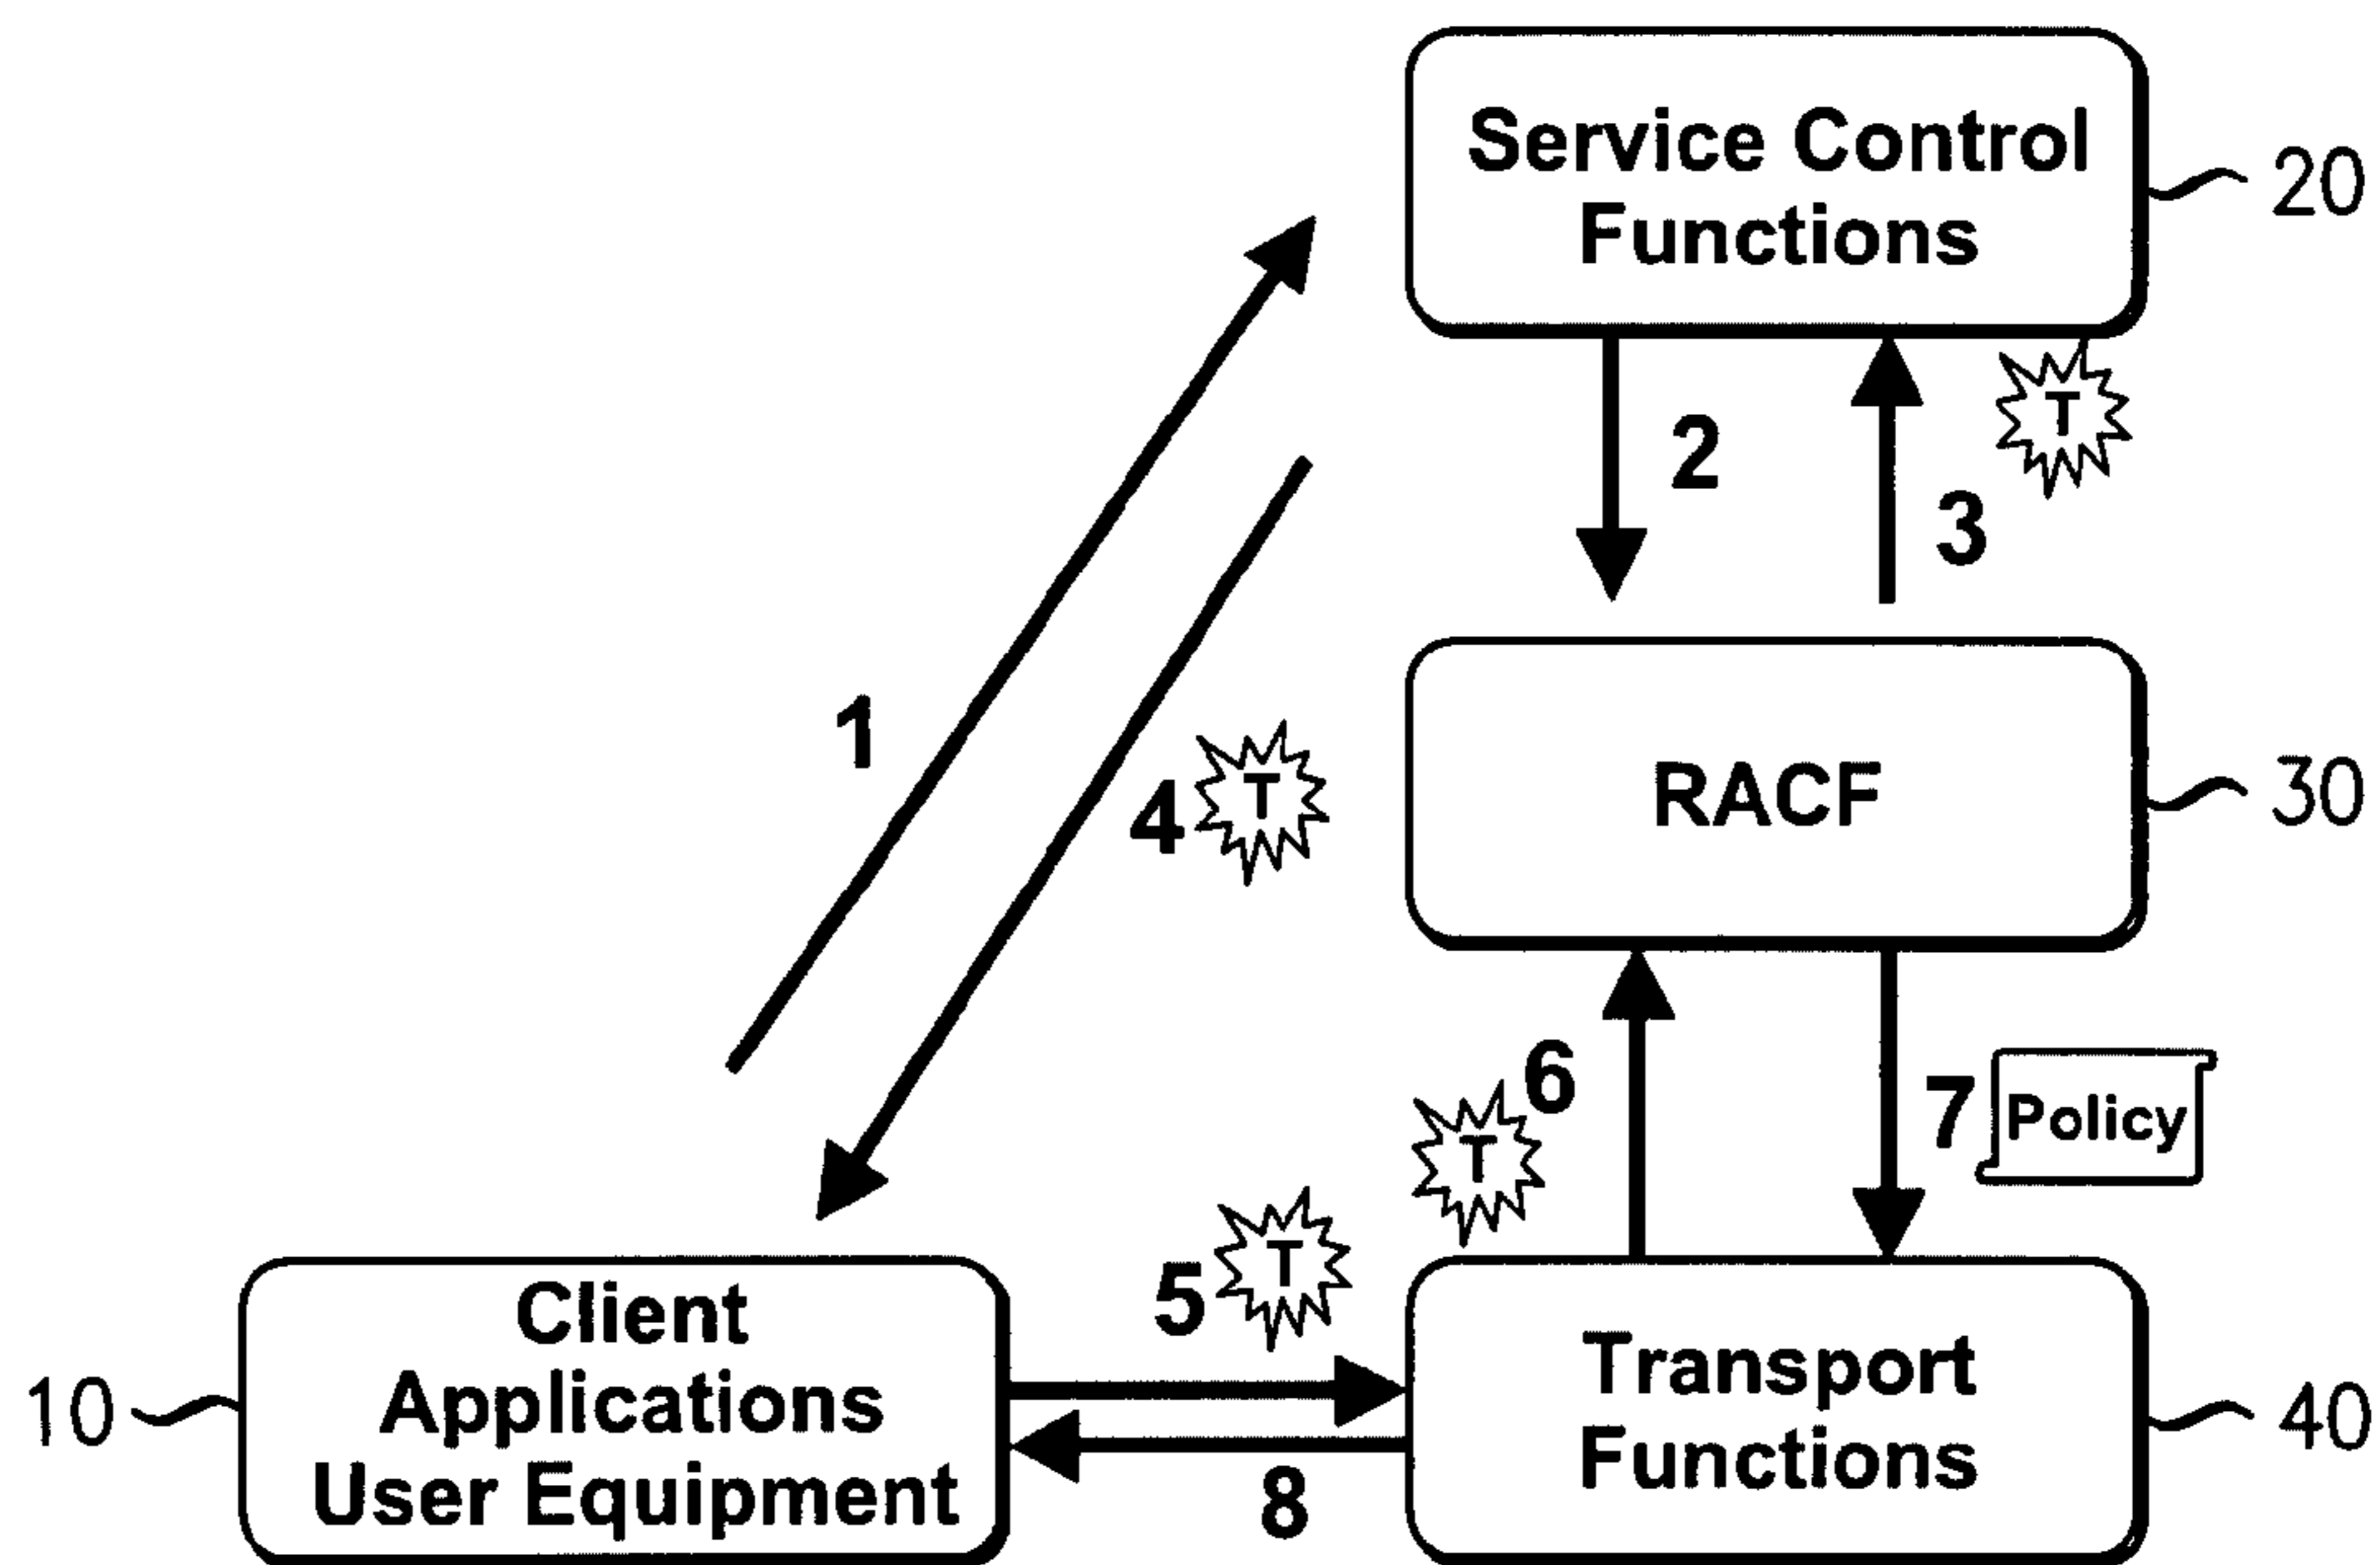 Service Control
Functions
20
2
T
3
1
4
T
RACF
30
6
T
7
Policy
5
T
Client
Applications
User Equipment
10
8
Transport
Functions
40